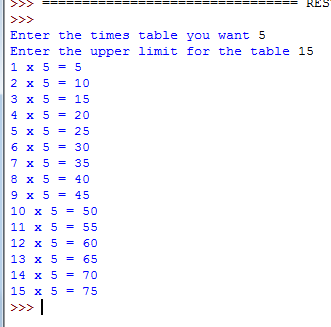 >>> ================================ RES
>>>
Enter the times table you want 5
Enter the upper limit for the table 15
1 x 5 = 5
2 x 5 = 10
3 x 5 = 15
4 x 5 = 20
5 x 5 = 25
6 x 5 = 30
7 x 5 = 35
8 x 5 = 40
9 x 5 = 45
10 x 5 = 50
11 x 5 = 55
12 x 5 = 60
13 x 5 = 65
14 x 5 = 70
15 x 5 = 75
>>>